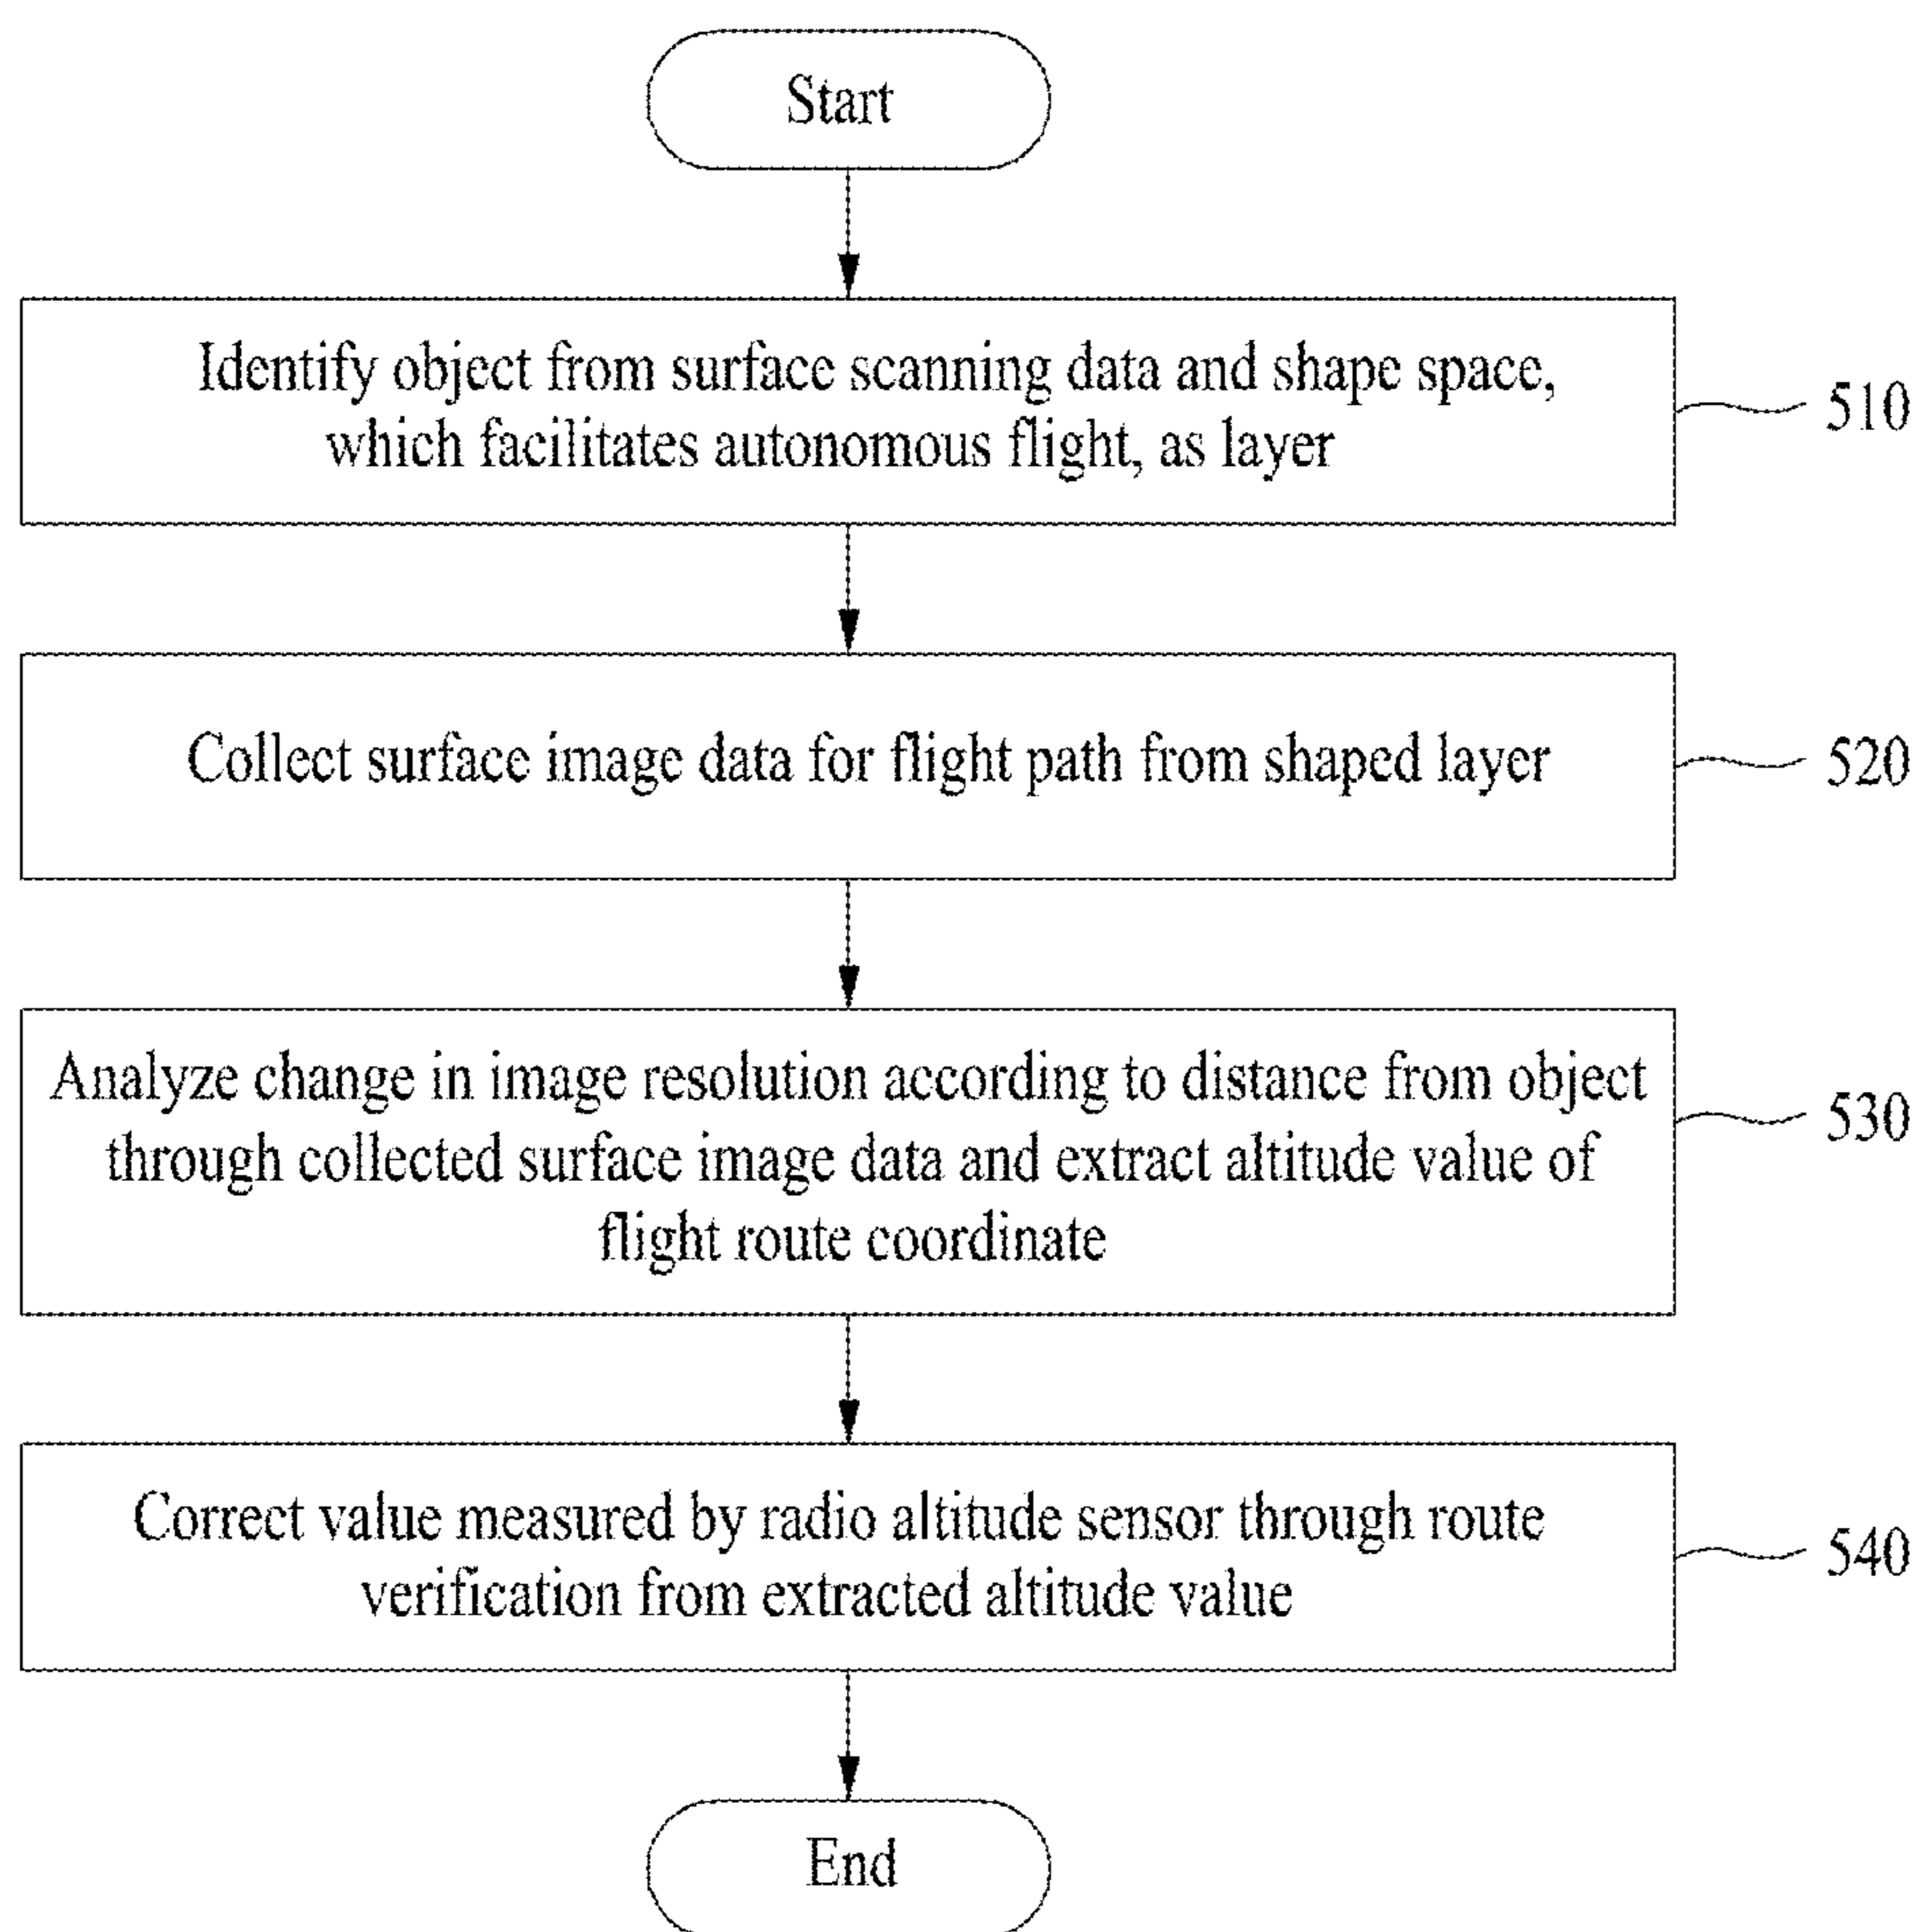 Start
Identify object from surface scanning data and shape space,
which facilitates autonomous flight, as layer
510
Collect surface image data for flight path from shaped layer
520
Analyze change in image resolution according to distance from object
through collected surface image data and extract altitude value of
flight route coordinate
530
Correct value measured by radio altitude sensor through route
verification from extracted altitude value
540
End